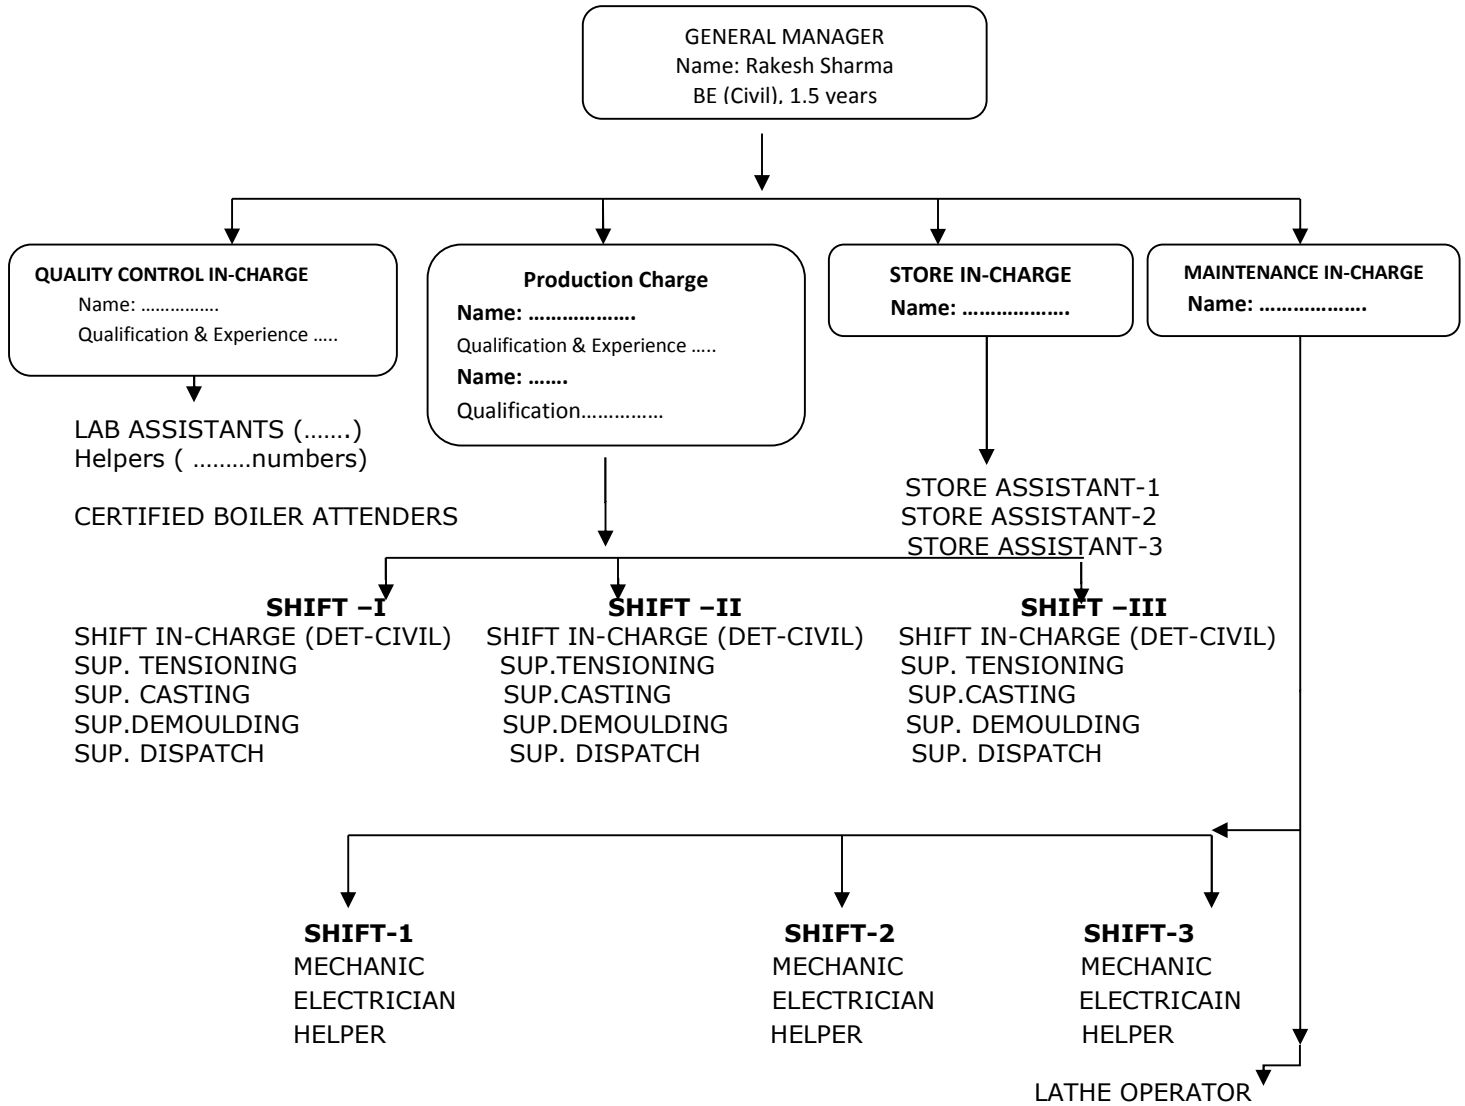 GENERAL MANAGER
Name: Rakesh Sharma
BE (Civil), 1.5 years
QUALITY CONTROL IN-CHARGE
Name: ...............
Qualification & Experience .....
Production Charge
Name: ...................
Qualification & Experience .....
Name: .......
Qualification...............
STORE IN-CHARGE
Name: ...................
MAINTENANCE IN-CHARGE
Name: ...................
LAB ASSISTANTS (.......)
Helpers ( .........numbers)
CERTIFIED BOILER ATTENDERS
STORE ASSISTANT-1
STORE ASSISTANT-2
STORE ASSISTANT-3
SHIFT –I
SHIFT IN-CHARGE (DET-CIVIL)
SUP. TENSIONING
SUP. CASTING
SUP.DEMOULDING
SUP. DISPATCH
SHIFT –II
SHIFT IN-CHARGE (DET-CIVIL)
SUP.TENSIONING
SUP.CASTING
SUP.DEMOULDING
SUP. DISPATCH
SHIFT –III
SHIFT IN-CHARGE (DET-CIVIL)
SUP. TENSIONING
SUP.CASTING
SUP. DEMOULDING
SUP. DISPATCH
SHIFT-1
MECHANIC
ELECTRICIAN
HELPER
SHIFT-2
MECHANIC
ELECTRICIAN
HELPER
SHIFT-3
MECHANIC
ELECTRICAIN
HELPER
LATHE OPERATOR